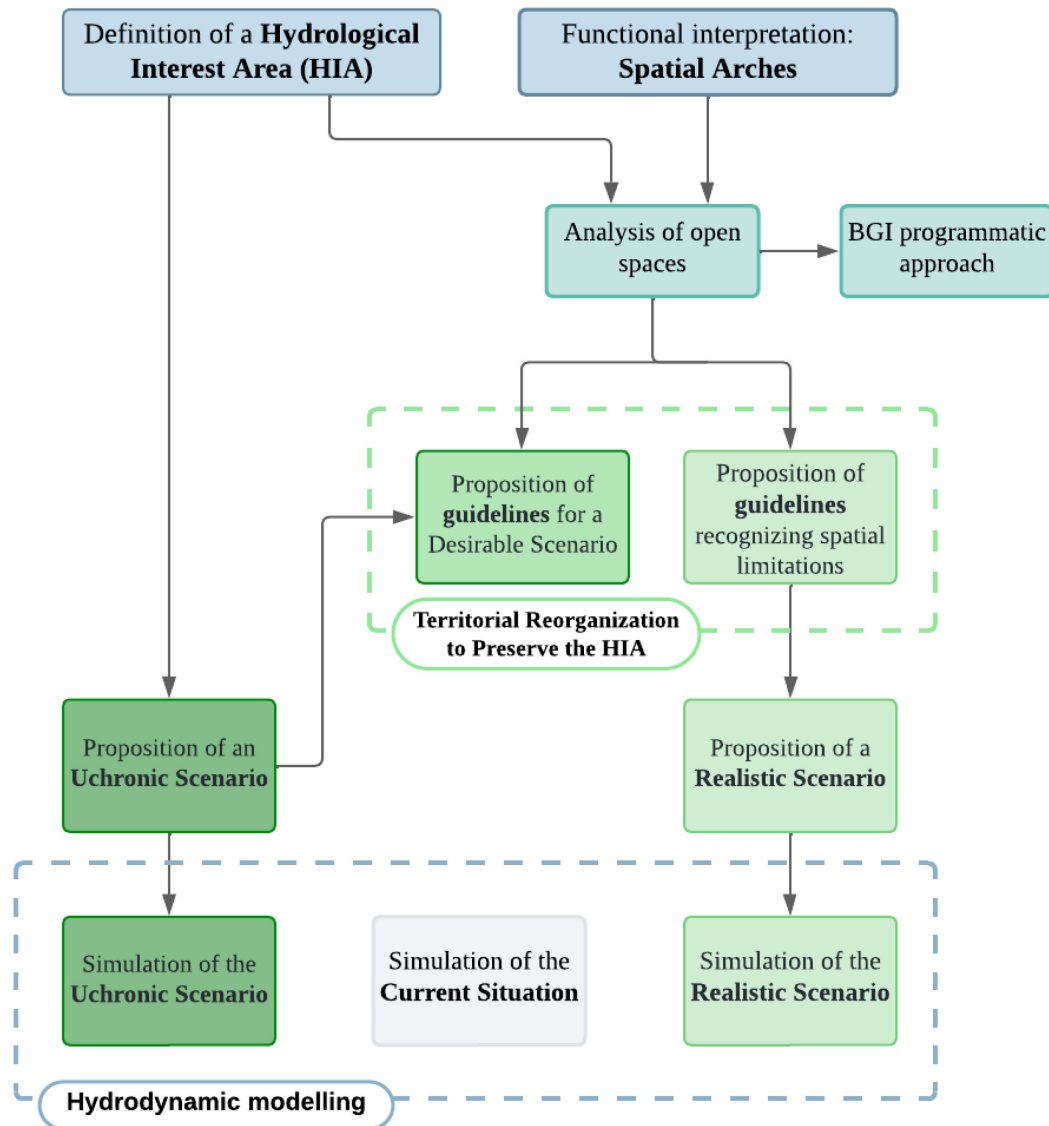 Definition of a Hydrological
Interest Area (HIA)
Functional interpretation:
Spatial Arches
Analysis of open
spaces
BGI programmatic
approach
Proposition of
guidelines for a
Desirable Scenario
Proposition of
guidelines
recognizing spatial
limitations
Territorial Reorganization
to Preserve the HIA
Proposition of an
Uchronic Scenario
Proposition of a
Realistic Scenario
Simulation of the
Uchronic Scenario
Simulation of the
Current Situation
Simulation of the
Realistic Scenario
Hydrodynamic modelling